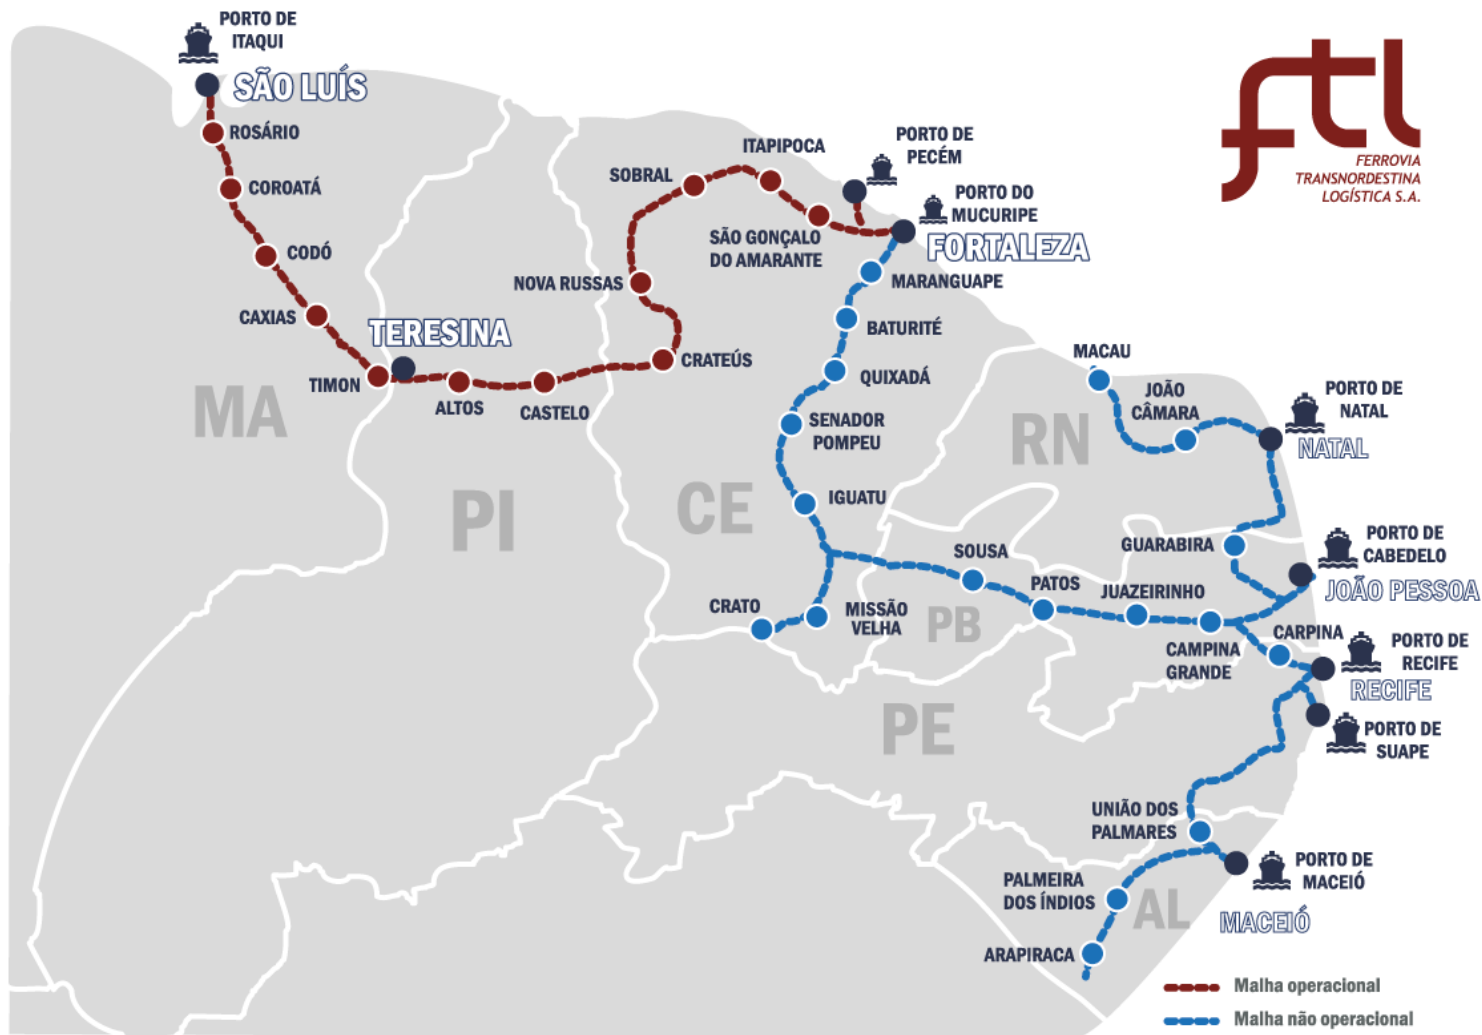 PORTO DE
ITAQUI
SÃO LUÍS
ROSÁRIO
COROATÁ
CODÓ
CAXIAS
TIMON
TERESINA
ALTOS
CASTELO
CRATEÚS
NOVA RUSSAS
SOBRAL
ITAPIPOCA
SÃO GONÇALO
DO AMARANTE
PORTO DE
PECÉM
PORTO DO
MUCURIPE
FORTALEZA
MARANGUAPE
BATURITÉ
QUIXADÁ
SENADOR
POMPEU
IGUATU
MISSÃO
VELHA
CRATO
SOUSA
PATOS
JUAZEIRINHO
CAMPINA
GRANDE
GUARABIRA
MACAU
JOÃO
CÂMARA
PORTO DE
NATAL
NATAL
PORTO DE
CABEDELO
JOÃO PESSOA
CARPINA
PORTO DE
RECIFE
RECIFE
PORTO DE
SUAPE
UNIÃO DOS
PALMARES
PORTO DE
MACEIÓ
MACEIÓ
PALMEIRA
DOS ÍNDIOS
ARAPIRACA
MA
PI
CE
RN
PB
PE
AL
ftl
FERROVIA
TRANSNORDESTINA
LOGÍSTICA S.A.
Malha operacional
Malha não operacional